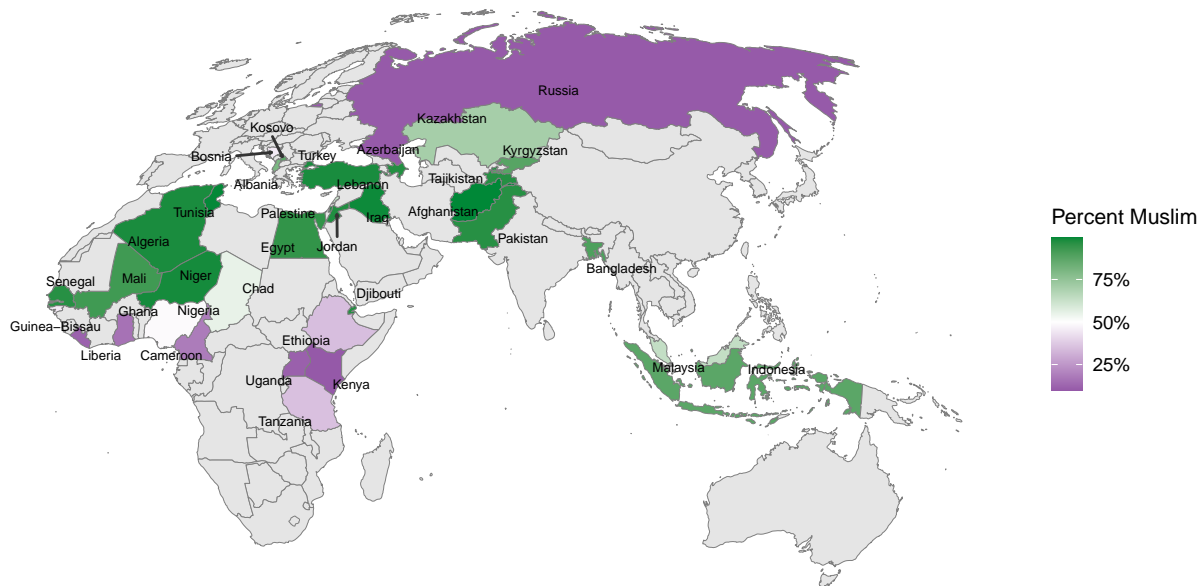 Russia
Kazakhstan
Kosovo
Kyrgyzstan
Bosnia
Turkey
Azerbaijan
Tajikistan
Albania
Lebanon
Tunisia
Palestine
Iraq
Afghanistan
Algeria
Egypt
Jordan
Pakistan
Bangladesh
Senegal
Mali
Niger
Chad
Djibouti
Ghana
Nigeria
Guinea−Bissau
Liberia
Cameroon
Ethiopia
Uganda
Kenya
Tanzania
Malaysia
Indonesia
Percent Muslim
75%
50%
25%